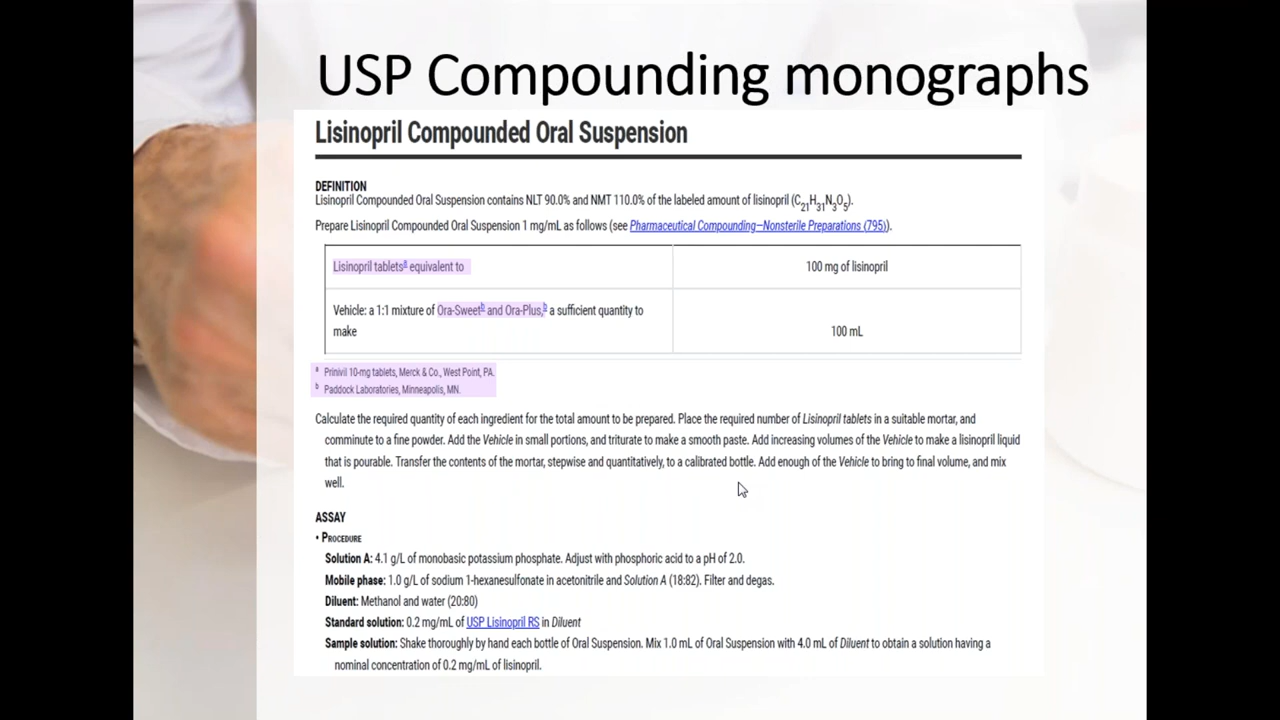 USP Compounding monographs
Lisinopril Compounded Oral Suspension
DEFINITION
Lisinopril Compounded Oral Suspension contains NLT 90.0% and NMT 110.0% of the labeled amount of lisinopril (C21H31N3O5).
Prepare Lisinopril Compounded Oral Suspension 1 mg/mL as follows (see Pharmaceutical Compounding—Nonsterile Preparations ⟨795⟩).
Lisinopril tabletsa equivalent to
100 mg of lisinopril
Vehicle: a 1:1 mixture of Ora-Sweetb and Ora-Plus,b a sufficient quantity to
make
100 mL
a Prinivil 10-mg tablets, Merck & Co., West Point, PA.
b Paddock Laboratories, Minneapolis, MN.
Calculate the required quantity of each ingredient for the total amount to be prepared. Place the required number of Lisinopril tablets in a suitable mortar, and
comminute to a fine powder. Add the Vehicle in small portions, and triturate to make a smooth paste. Add increasing volumes of the Vehicle to make a lisinopril liquid
that is pourable. Transfer the contents of the mortar, stepwise and quantitatively, to a calibrated bottle. Add enough of the Vehicle to bring to final volume, and mix
well.
ASSAY
• Procedure
Solution A: 4.1 g/L of monobasic potassium phosphate. Adjust with phosphoric acid to a pH of 2.0.
Mobile phase: 1.0 g/L of sodium 1-hexanesulfonate in acetonitrile and Solution A (18:82). Filter and degas.
Diluent: Methanol and water (20:80)
Standard solution: 0.2 mg/mL of USP Lisinopril RS in Diluent
Sample solution: Shake thoroughly by hand each bottle of Oral Suspension. Mix 1.0 mL of Oral Suspension with 4.0 mL of Diluent to obtain a solution having a
nominal concentration of 0.2 mg/mL of lisinopril.